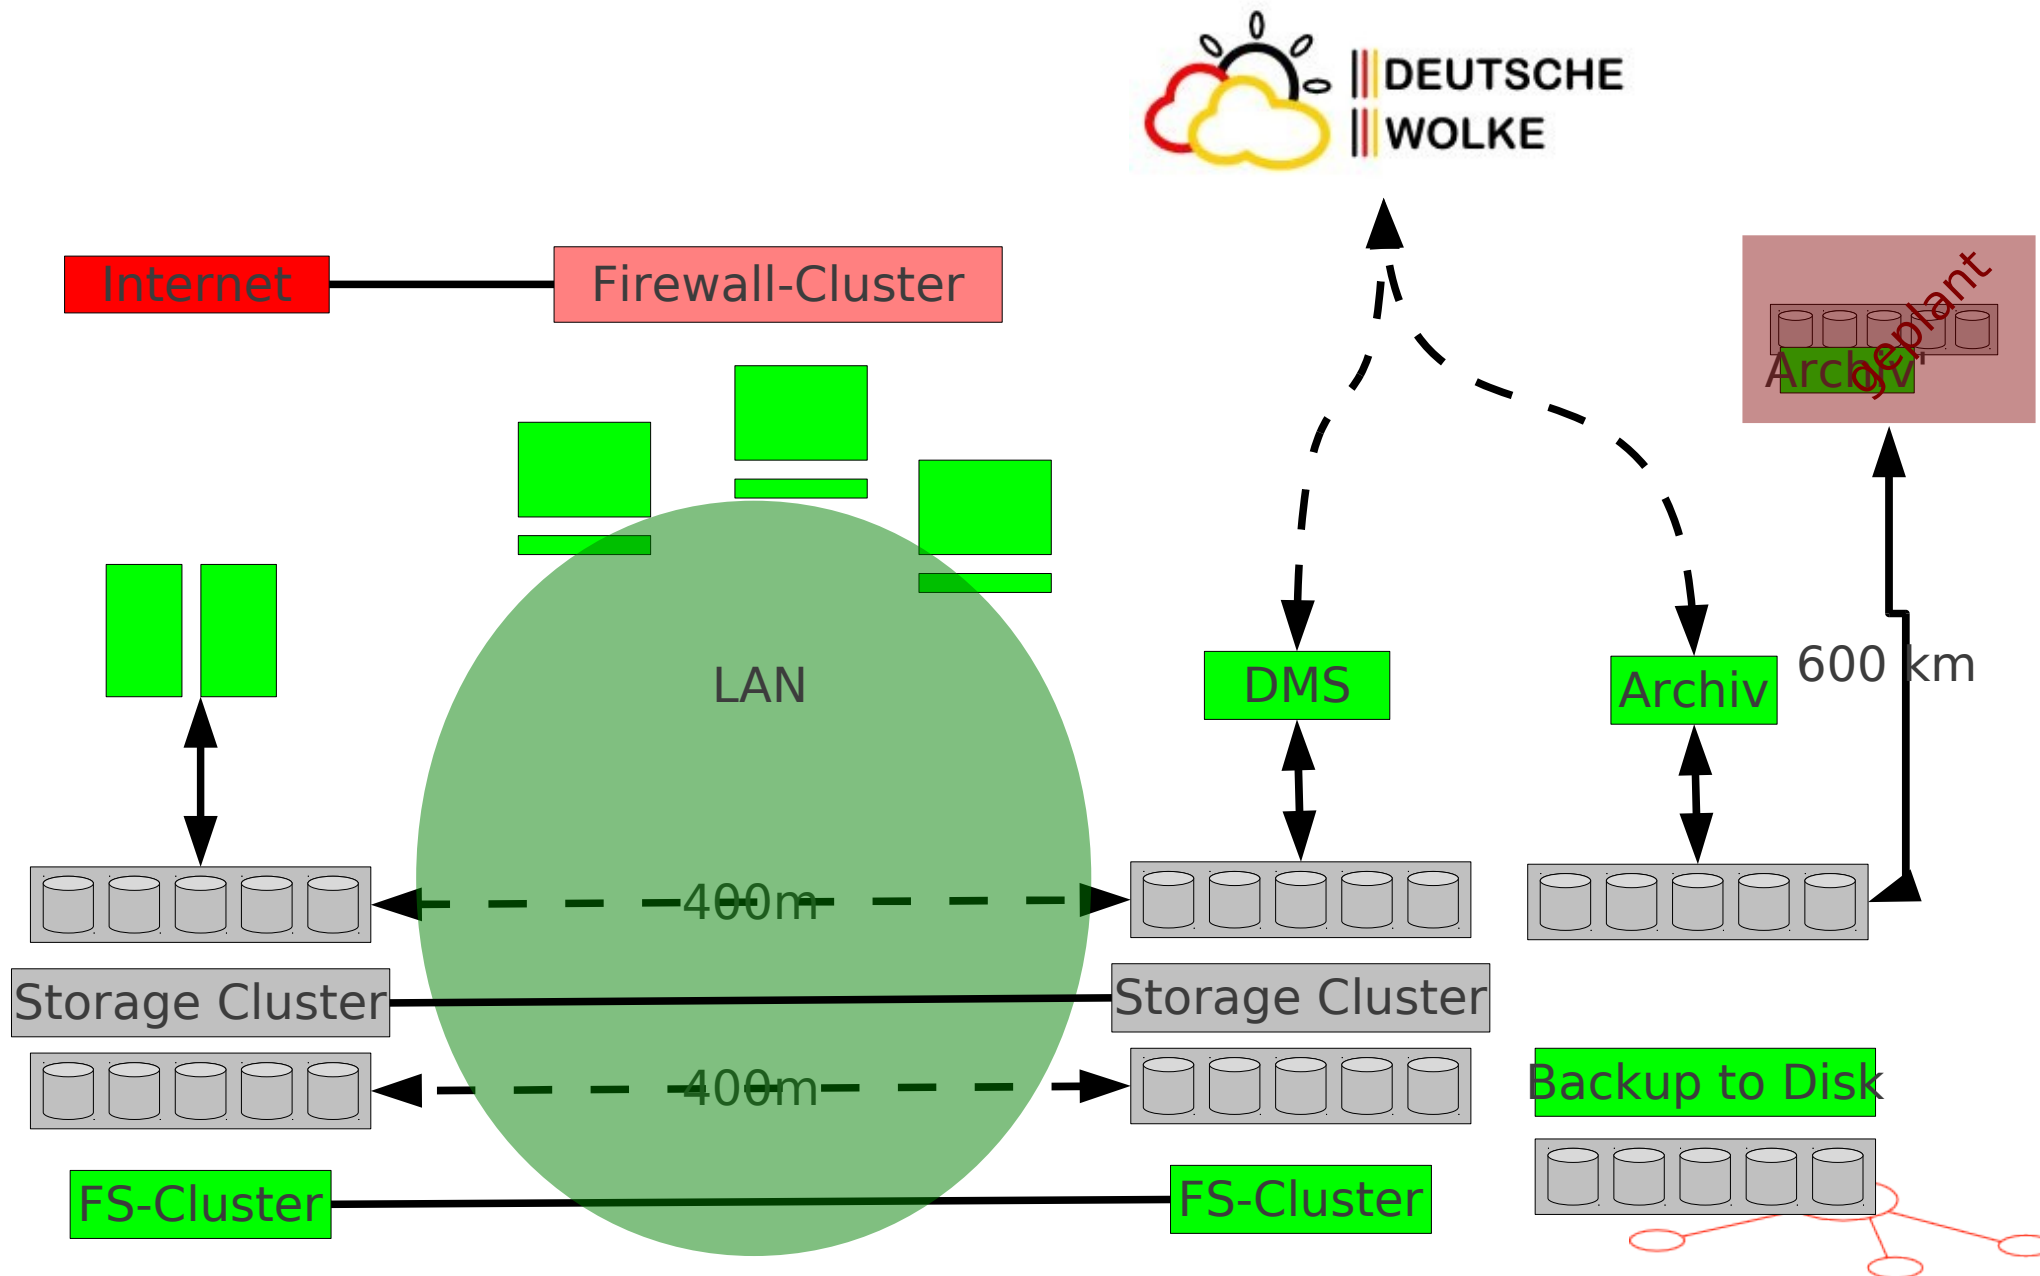 DEUTSCHE
WOLKE
Internet
Firewall-Cluster
geplant
Archiv'
LAN
DMS
Archiv
600 km
400m
Storage Cluster
Storage Cluster
400m
Backup to Disk
FS-Cluster
FS-Cluster